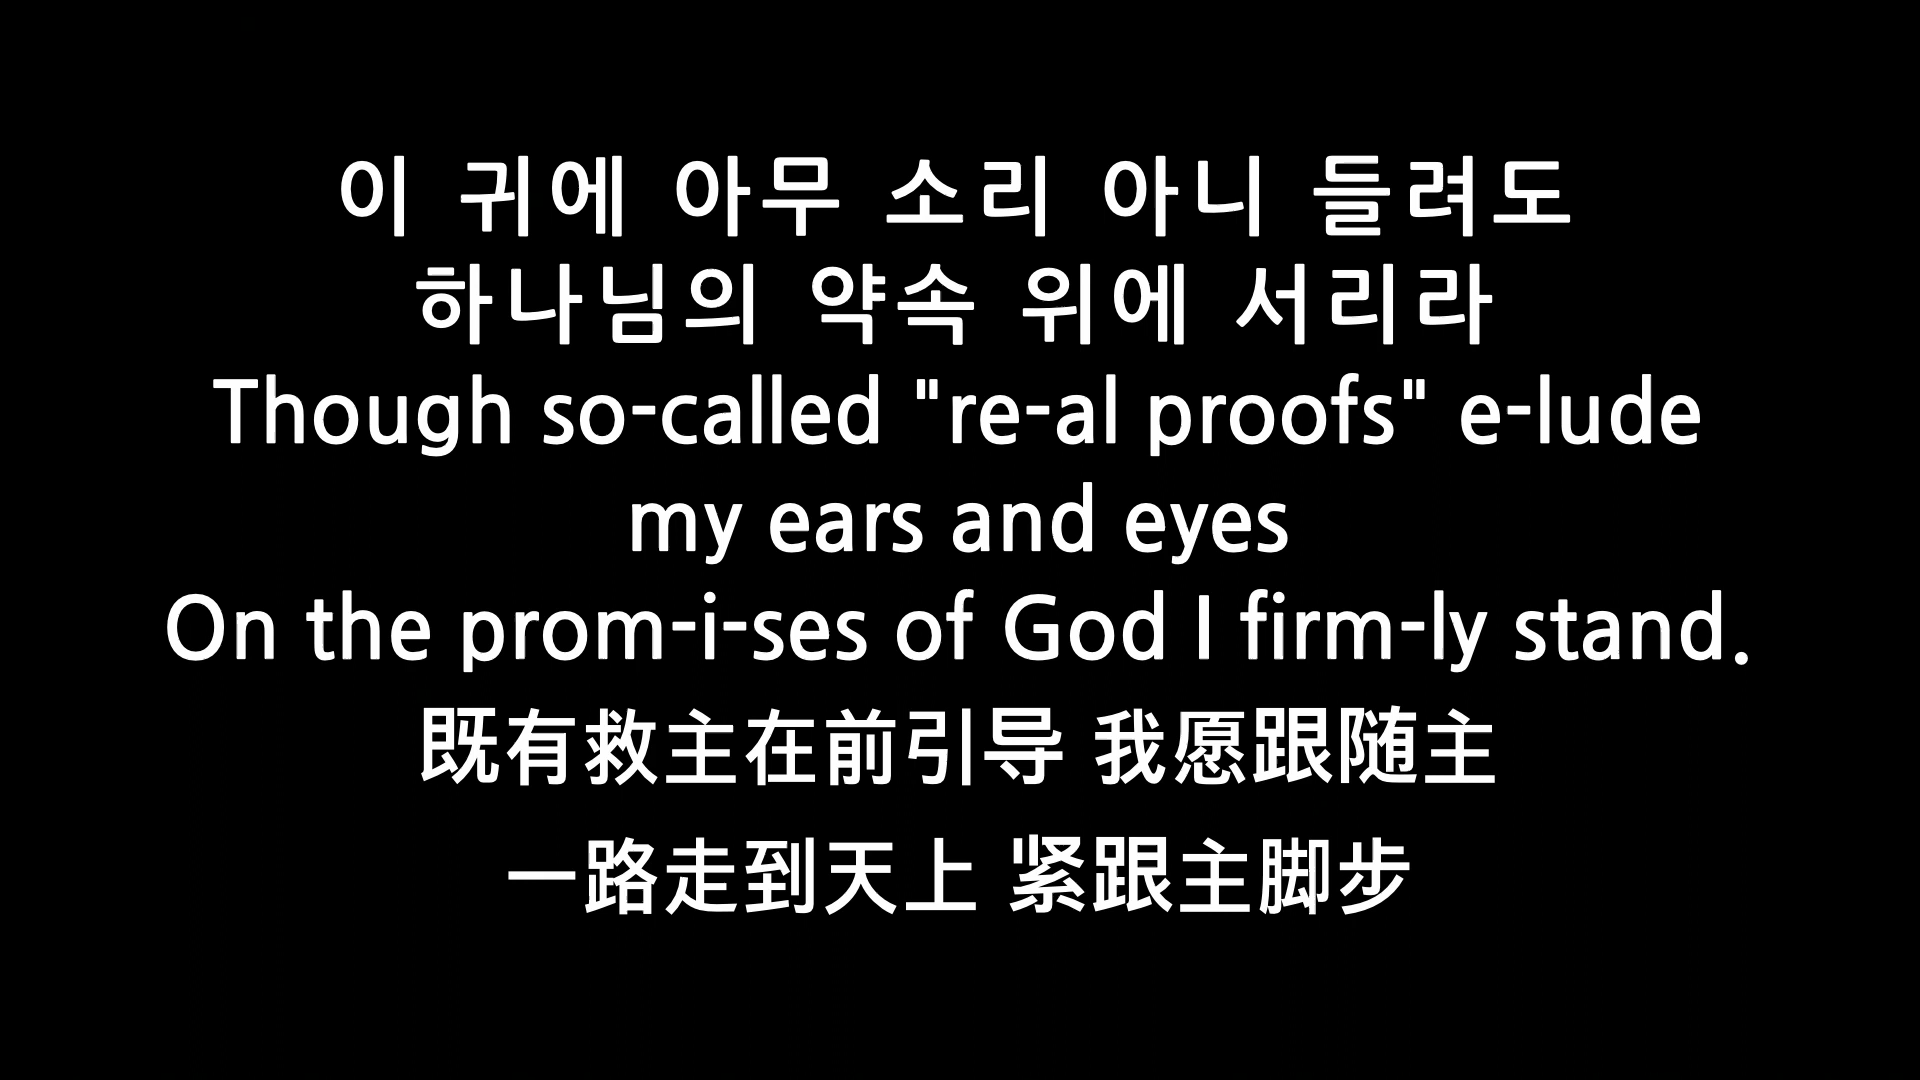 이 귀에 아무 소리 아니 들려도
하나님의 약속 위에 서리라
Though so-called "re-al proofs" e-lude
my ears and eyes
On the prom-i-ses of God I firm-ly stand.
既有救主在前引导 我愿跟随主
一路走到天上 紧跟主脚步